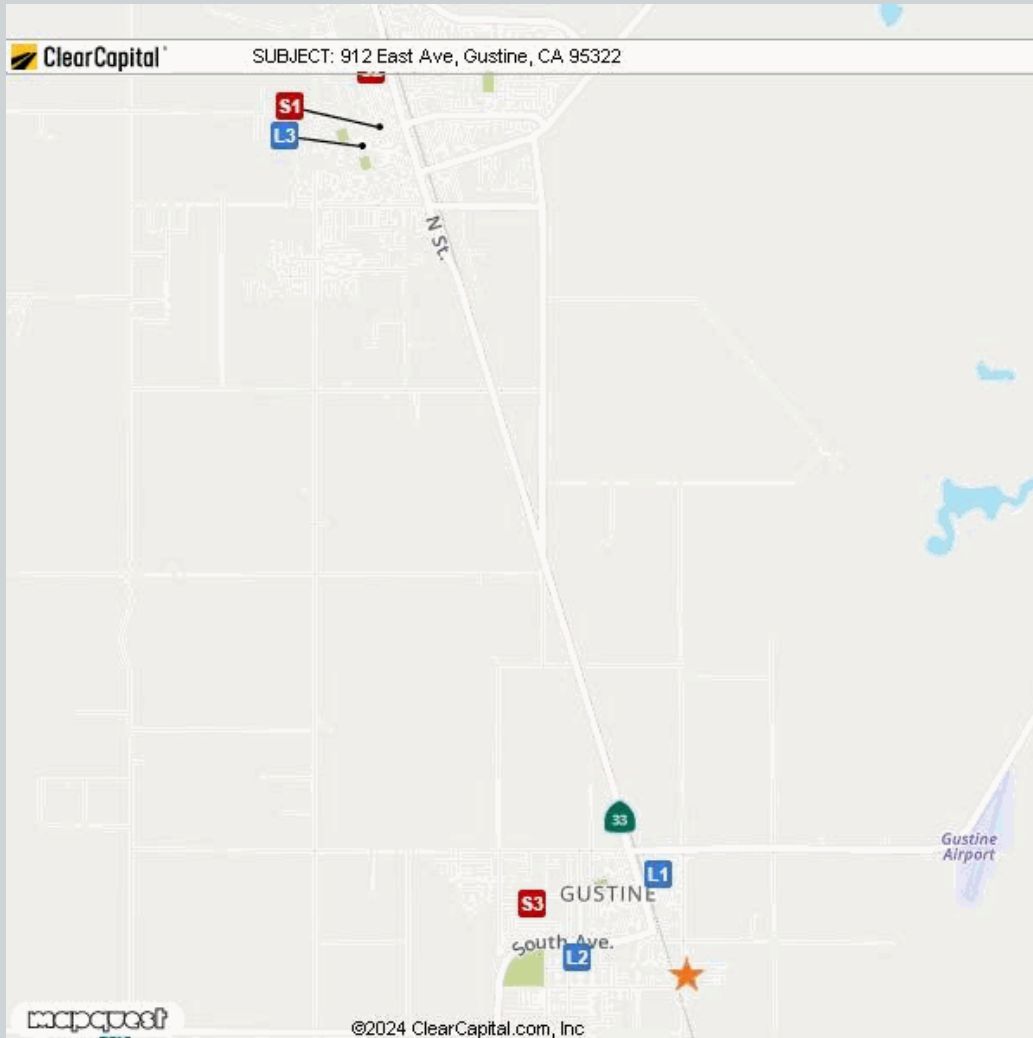 ClearCapital
SUBJECT: 912 East Ave, Gustine, CA 95322
S1
L3
N St.
33
Gustine
Airport
L1
GUSTINE
S3
South Ave.
L2
mapquest
©2024 ClearCapital.com, Inc